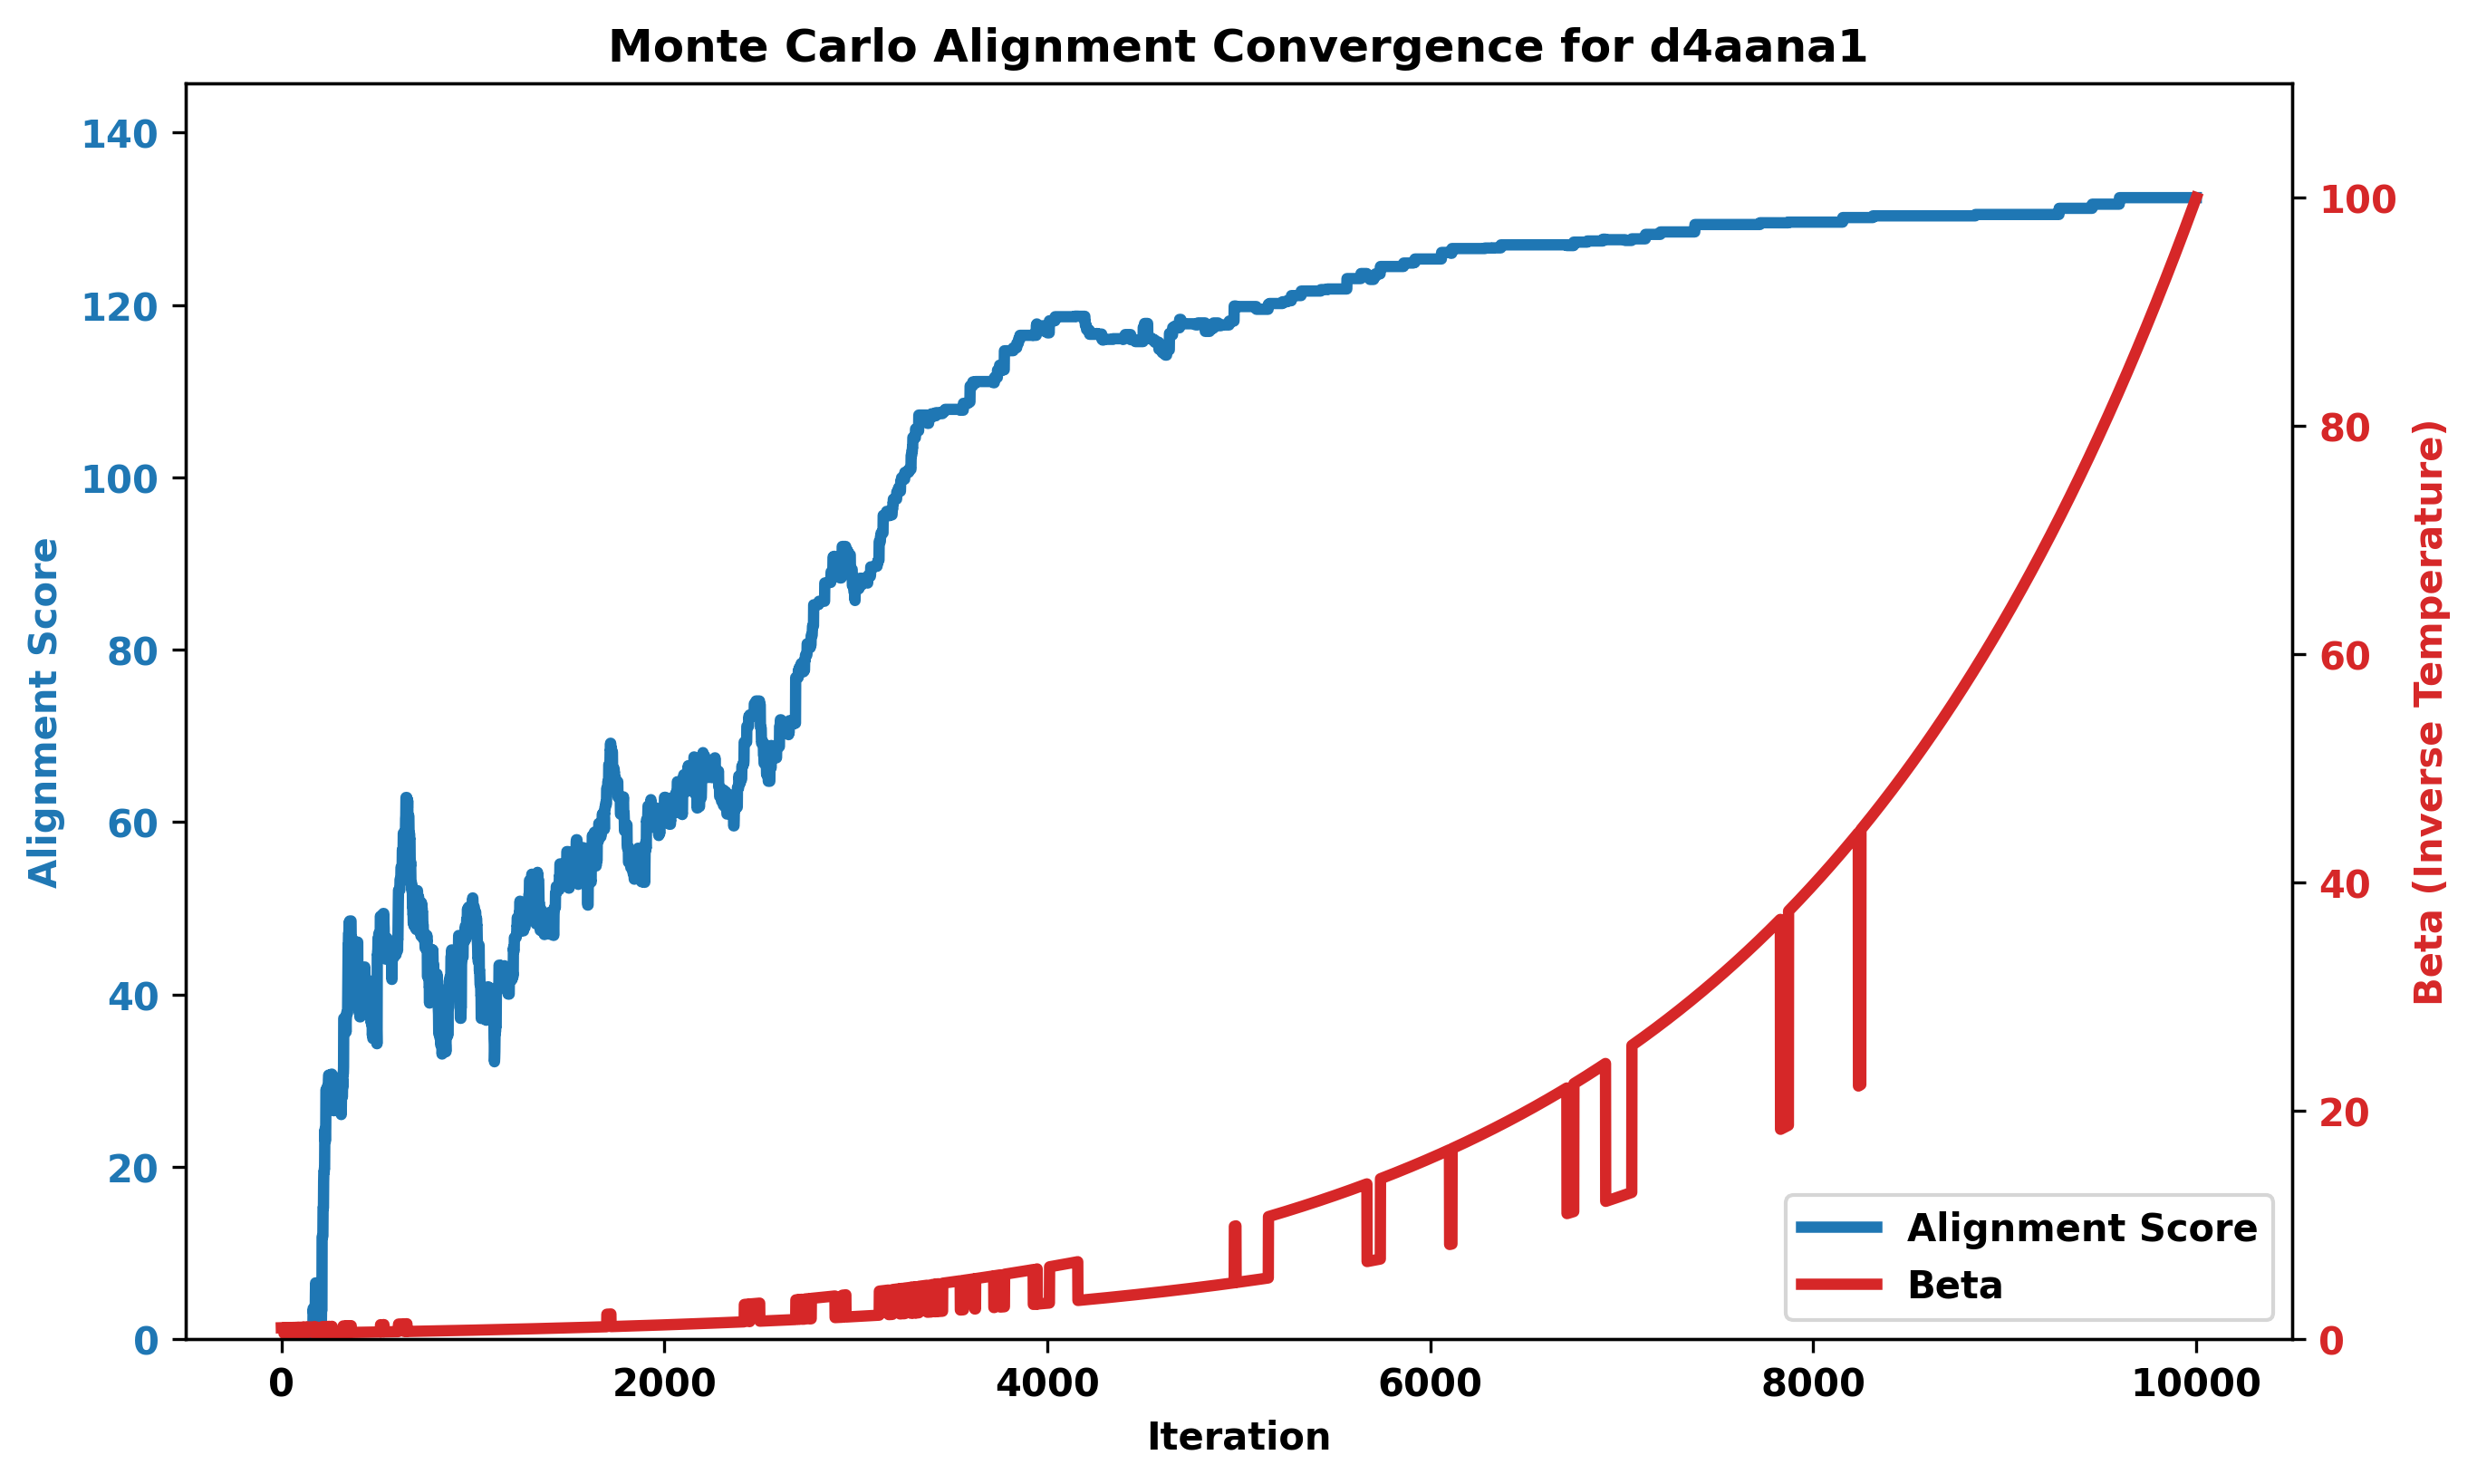 Monte Carlo Alignment Convergence for d4aana1
Alignment Score
140
120
100
80
60
40
20
0
100
80
60
40
20
0
Beta (Inverse Temperature)
Alignment Score
Beta
0 2000 4000 6000 8000 10000
Iteration